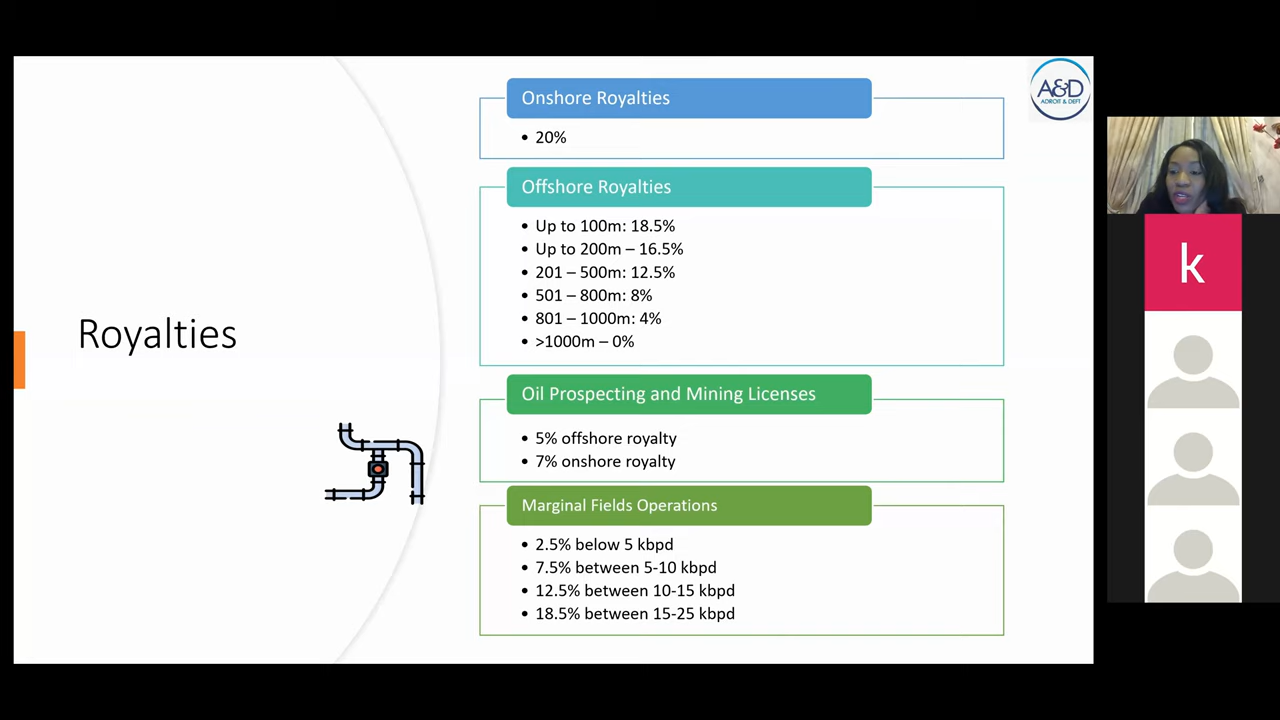 Royalties
Onshore Royalties
• 20%
Offshore Royalties
• Up to 100m: 18.5%
• Up to 200m – 16.5%
• 201 – 500m: 12.5%
• 501 – 800m: 8%
• 801 – 1000m: 4%
• >1000m – 0%
Oil Prospecting and Mining Licenses
• 5% offshore royalty
• 7% onshore royalty
Marginal Fields Operations
• 2.5% below 5 kbpd
• 7.5% between 5-10 kbpd
• 12.5% between 10-15 kbpd
• 18.5% between 15-25 kbpd
A&D
ADROIT & DEFT
k